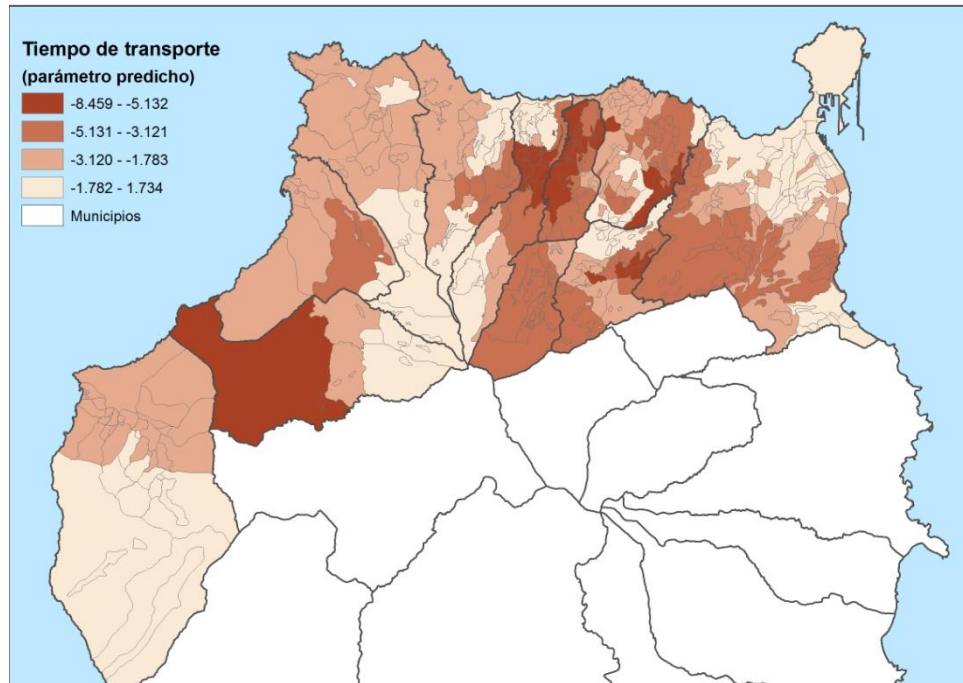 Tiempo de transporte
(parámetro predicho)
-8.459 - -5.132
-5.131 - -3.121
-3.120 - -1.783
-1.782 - 1.734
Municipios